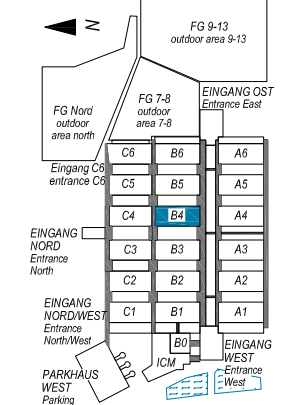 N
FG 9-13
outdoor area 9-13
FG Nord
outdoor
area north
FG 7-8
outdoor
area 7-8
EINGANG OST
Entrance East
Eingang C6
entrance C6
C6 B6 A6
C5 B5 A5
C4 B4 A4
C3 B3 A3
C2 B2 A2
C1 B1 A1
EINGANG
NORD
Entrance
North
EINGANG
NORD/WEST
Entrance
North/West
B0
ICM
EINGANG
WEST
Entrance
West
PARKHAUS
WEST
Parking